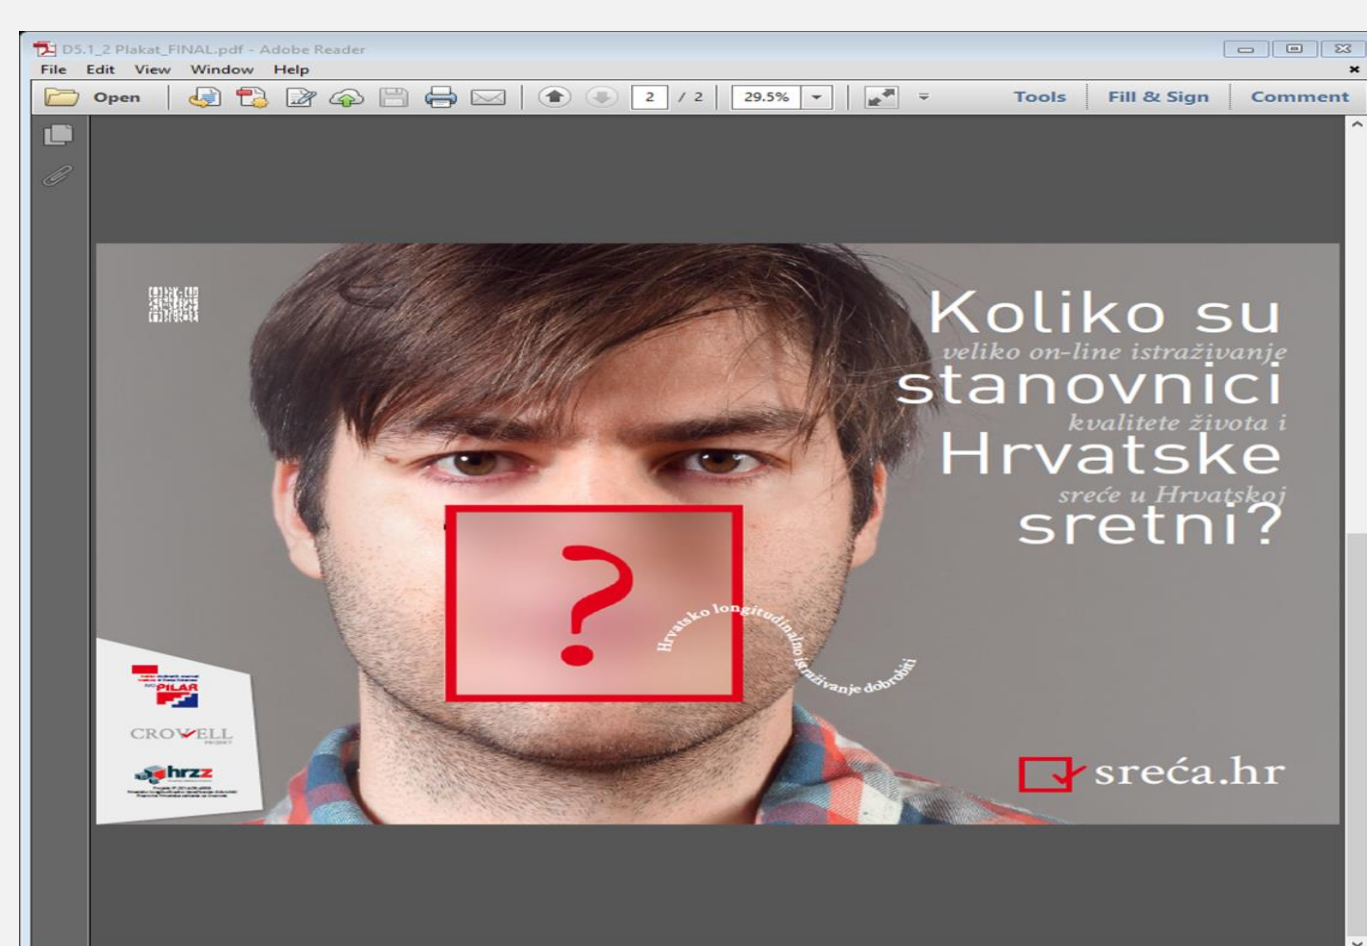 D5.1_2 Plakat_FINAL.pdf - Adobe Reader
File Edit View Window Help
Open 2 / 2 29.5% Tools Fill & Sign Comment
Koliko su
veliko on-line istraživanje
stanovnici
kvalitete života i
Hrvatske
sreće u Hrvatskoj
sretni?
?
Hrvatsko longitudinalno istraživanje dobrobiti
PILAR
CROWELL
PROJECT
hrzz
sreća.hr